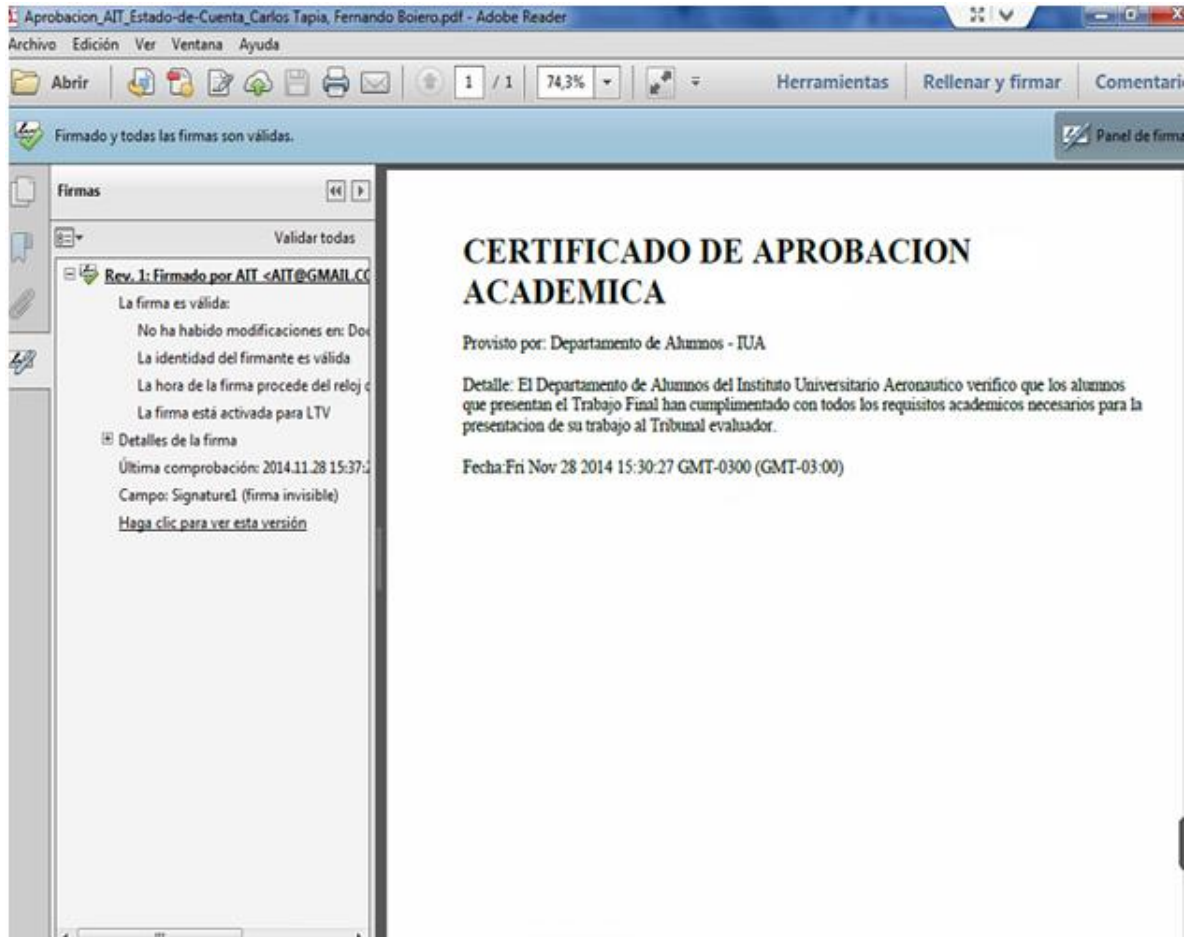 Aprobacion_AIT_Estado-de-Cuenta_Carlos Tapia, Fernando Boiero.pdf - Adobe Reader
Archivo Edición Ver Ventana Ayuda
Abrir 1 / 1 74,3% Herramientas Rellenar y firmar Comentari
Firmado y todas las firmas son válidas. Panel de firma
Firmas
Validar todas
Rev. 1: Firmado por AIT <AIT@GMAIL.CO
La firma es válida:
No ha habido modificaciones en: Doc
La identidad del firmante es válida
La hora de la firma procede del reloj d
La firma está activada para LTV
Detalles de la firma
Última comprobación: 2014.11.28 15:37:2
Campo: Signature1 (firma invisible)
Haga clic para ver esta versión
CERTIFICADO DE APROBACION
ACADEMICA
Provisto por: Departamento de Alumnos - IUA
Detalle: El Departamento de Alumnos del Instituto Universitario Aeronautico verifico que los alumnos
que presentan el Trabajo Final han cumplimentado con todos los requisitos academicos necesarios para la
presentacion de su trabajo al Tribunal evaluador.
Fecha:Fri Nov 28 2014 15:30:27 GMT-0300 (GMT-03:00)